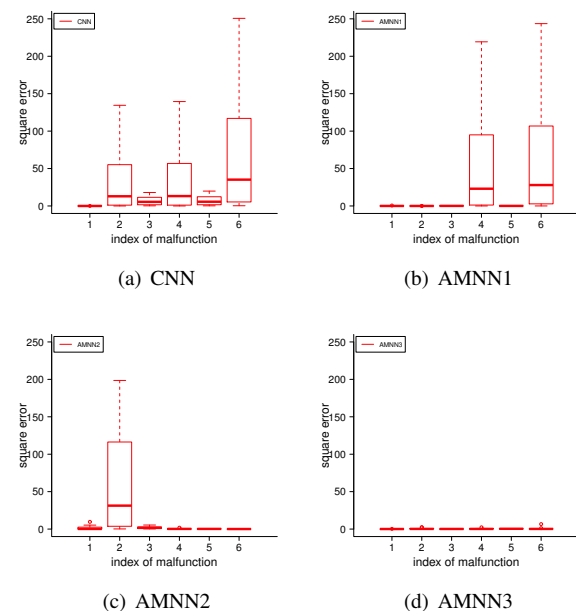 CNN
square error
0 50 100 150 200 250
1 2 3 4 5 6
index of malfunction
(a) CNN
AMNN1
square error
0 50 100 150 200 250
1 2 3 4 5 6
index of malfunction
(b) AMNN1
AMNN2
square error
0 50 100 150 200 250
1 2 3 4 5 6
index of malfunction
(c) AMNN2
AMNN3
square error
0 50 100 150 200 250
1 2 3 4 5 6
index of malfunction
(d) AMNN3